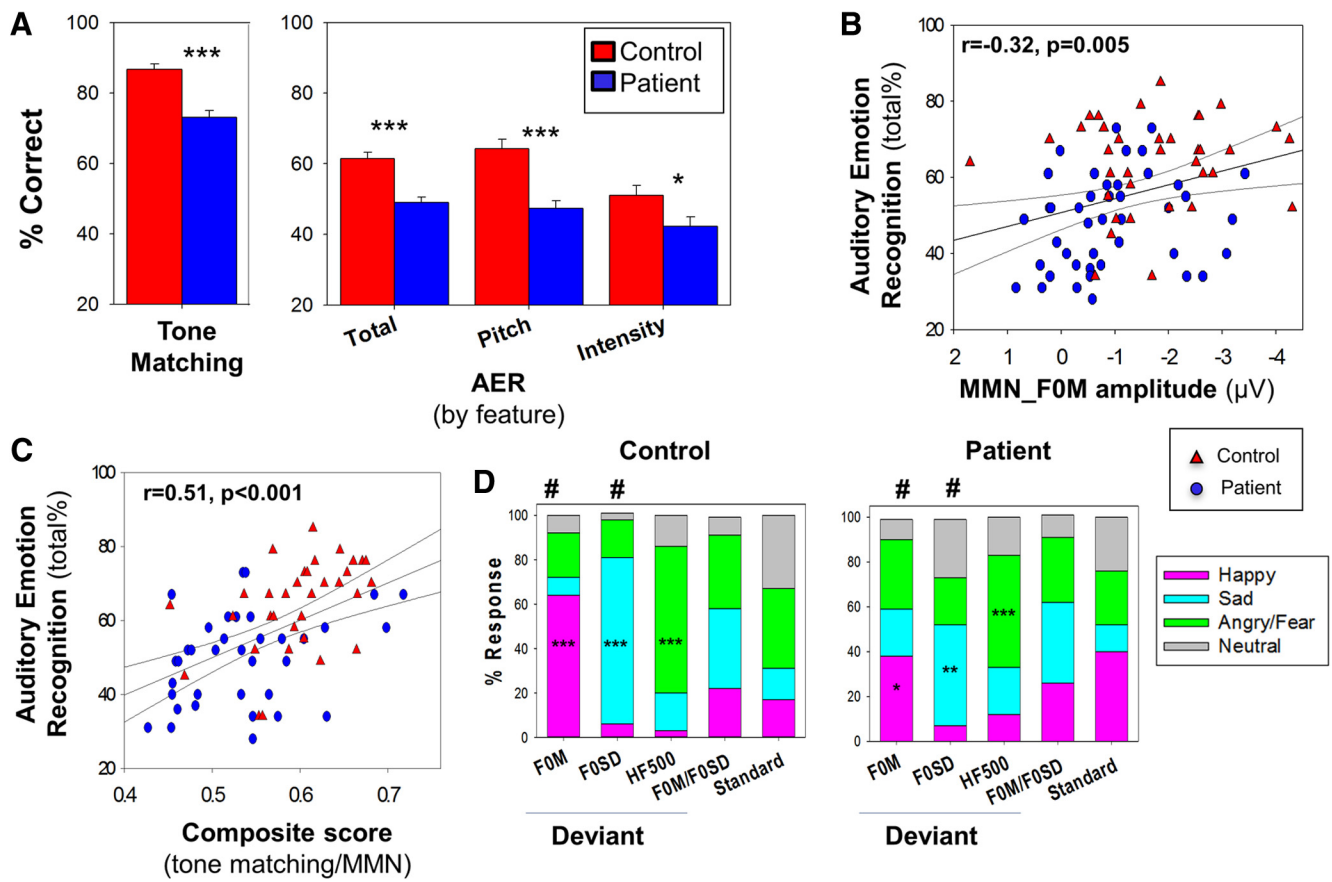 A
100
80
60
40
20
% Correct
***
Tone
Matching
100
80
60
40
20
***
***
*
Control
Patient
Total
Pitch
Intensity
AER
(by feature)
B
r=-0.32, p=0.005
100
80
60
40
20
Auditory Emotion
Recognition (total%)
2 1 0 -1 -2 -3 -4
MMN_F0M amplitude (µV)
C
r=0.51, p<0.001
100
80
60
40
20
Auditory Emotion
Recognition (total%)
0.4 0.5 0.6 0.7
Composite score
(tone matching/MMN)
D
Control
# #
100
80
60
40
20
0
% Response
***
***
***
F0M
F0SD
HF500
F0M/F0SD
Standard
Deviant
Patient
# #
100
80
60
40
20
0
*
**
***
F0M
F0SD
HF500
F0M/F0SD
Standard
Deviant
Control
Patient
Happy
Sad
Angry/Fear
Neutral